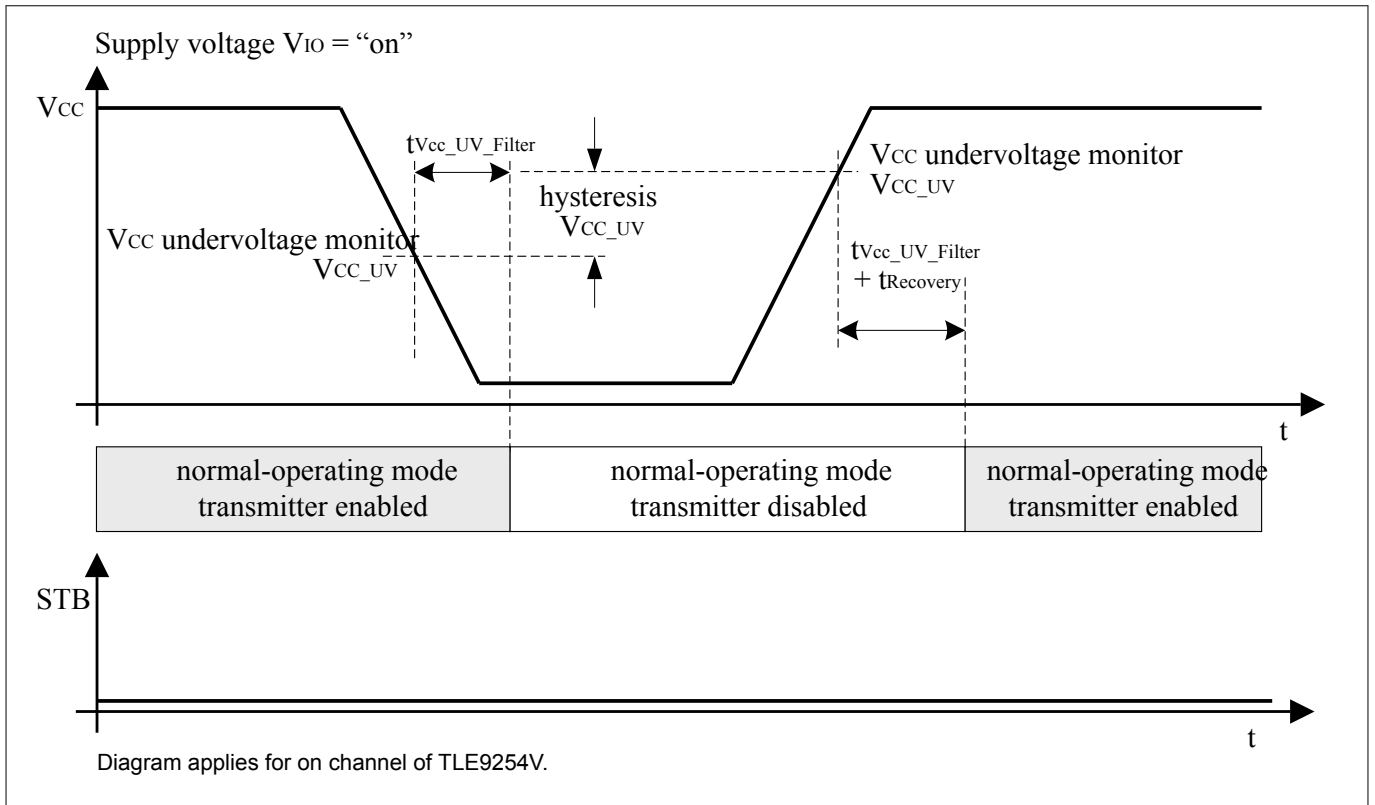 Supply voltage VIO = “on”
VCC
tVcc_UV_Filter
hysteresis
VCC_UV
VCC undervoltage monitor
VCC_UV
VCC undervoltage monitor
VCC_UV
tVcc_UV_Filter
+ tRecovery
t
normal-operating mode
transmitter enabled
normal-operating mode
transmitter disabled
normal-operating mode
transmitter enabled
STB
t
Diagram applies for on channel of TLE9254V.